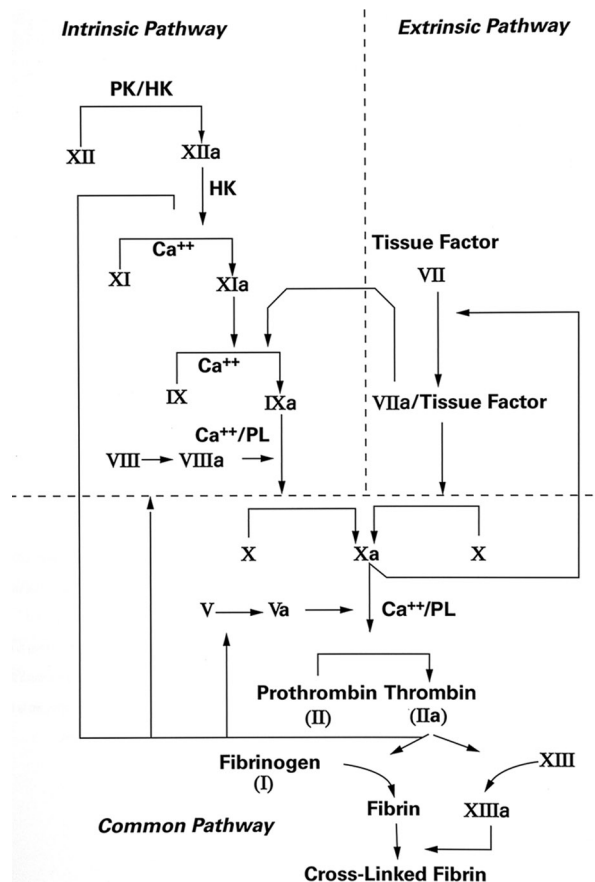 Intrinsic Pathway
Extrinsic Pathway
PK/HK
XII
XIIa
HK
Ca++
XI
XIa
Tissue Factor
VII
Ca++
IX
IXa
VIIa/Tissue Factor
Ca++/PL
VIII
VIIIa
X
Xa
X
V
Va
Ca++/PL
Prothrombin
Thrombin
(II)
(IIa)
Fibrinogen
(I)
XIII
Fibrin
XIIIa
Common Pathway
Cross-Linked Fibrin